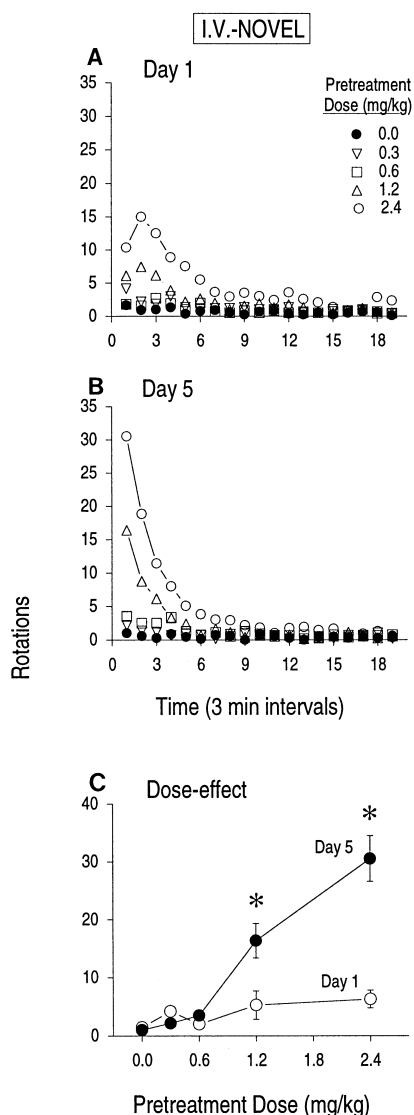 I.V.-NOVEL
A
Day 1
Pretreatment
Dose (mg/kg)
0.0
0.3
0.6
1.2
2.4
35
30
25
20
15
10
5
0
0 3 6 9 12 15 18
B
Day 5
35
30
25
20
15
10
5
0
0 3 6 9 12 15 18
Rotations
Time (3 min intervals)
C
Dose-effect
40
30
20
10
0
*
Day 5
*
Day 1
0.0 0.6 1.2 1.8 2.4
Pretreatment Dose (mg/kg)